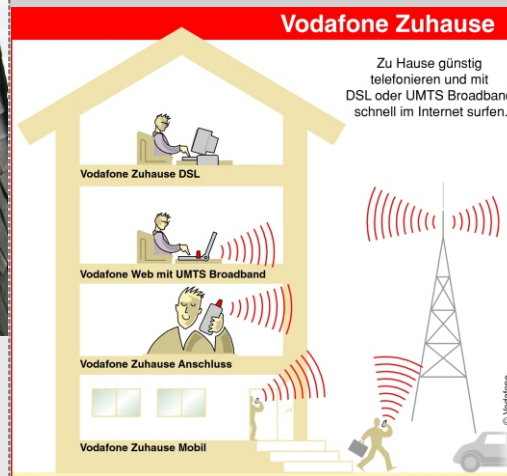 Vodafone Zuhause
Zu Hause günstig
telefonieren und mit
DSL oder UMTS Broadband
schnell im Internet surfen.
Vodafone Zuhause DSL
Vodafone Web mit UMTS Broadband
Vodafone Zuhause Anschluss
Vodafone Zuhause Mobil
© Vodafone